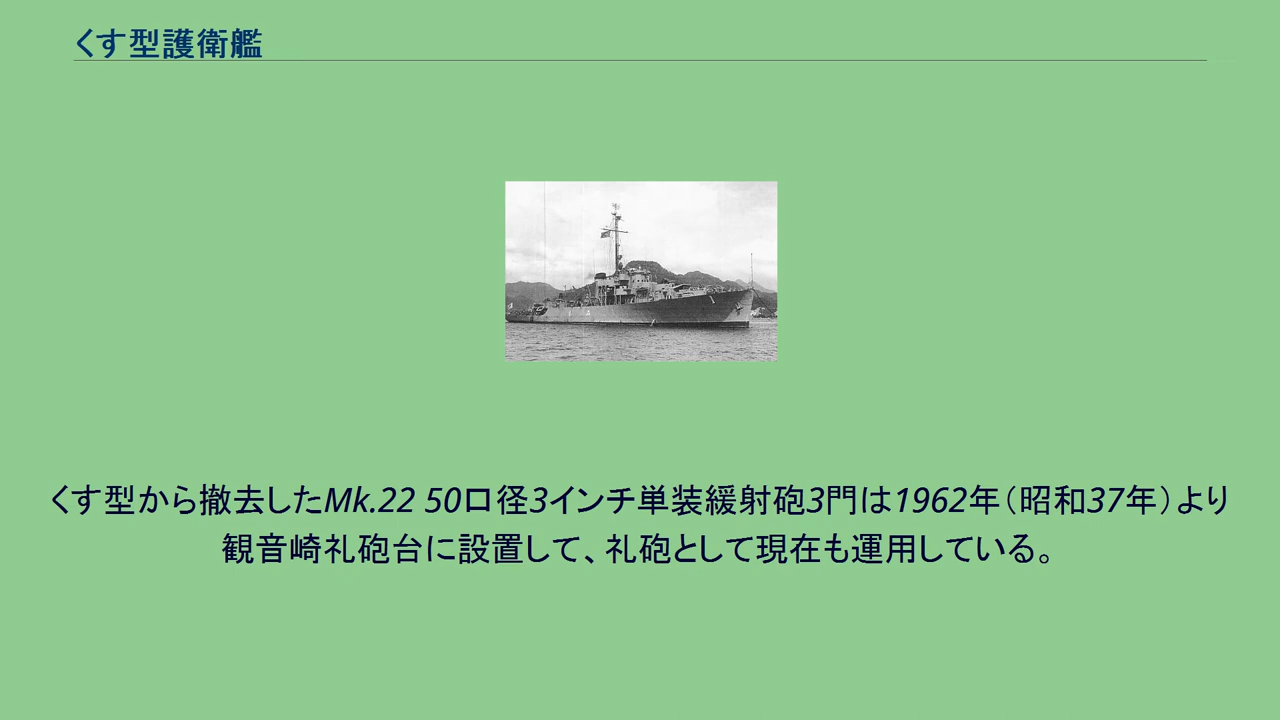 くす型護衛艦
くす型から撤去したMk.22 50口径3インチ単装緩射砲3門は1962年（昭和37年）より
観音崎礼砲台に設置して、礼砲として現在も運用している。